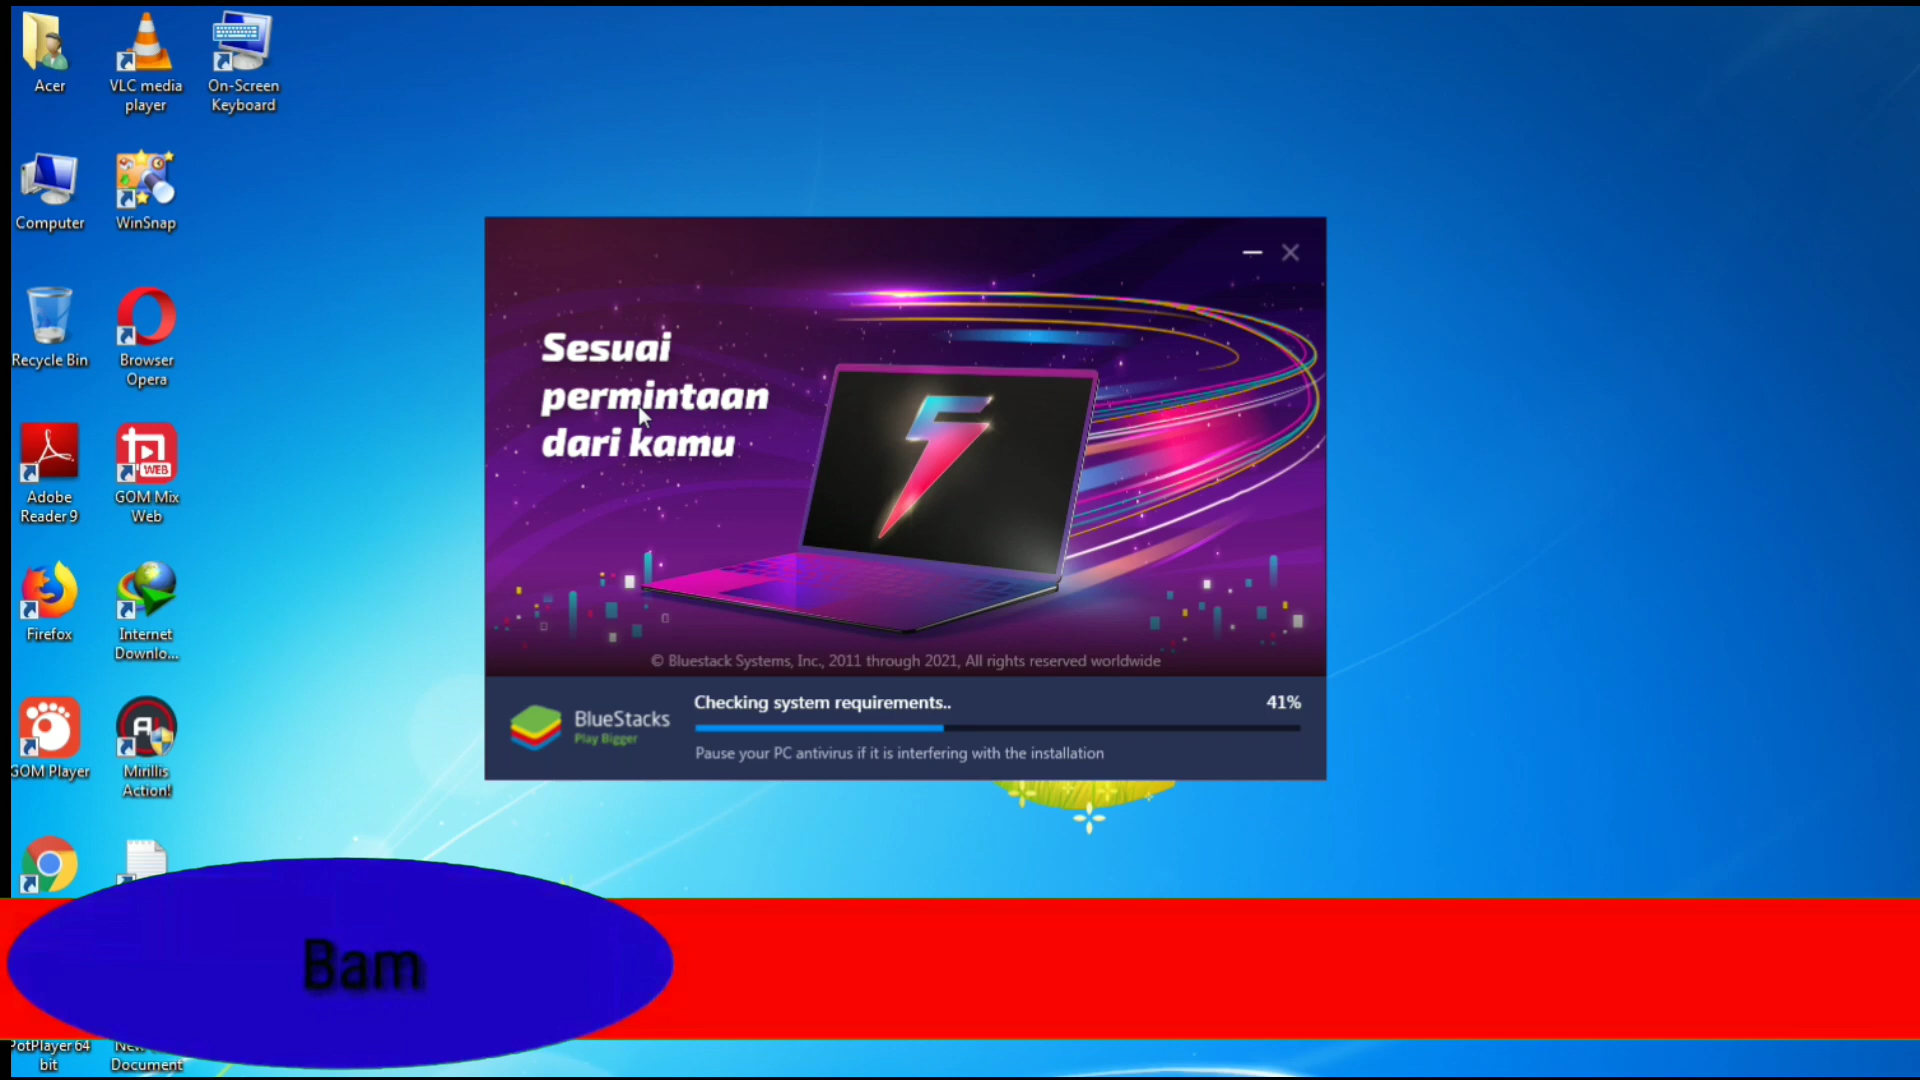 Acer
VLC media
player
On-Screen
Keyboard
Computer
WinSnap
Recycle Bin
Browser
Opera
Adobe
Reader 9
GOM Mix
Web
WEB
Firefox
Internet
Downlo...
GOM Player
Mirillis
Action!
Sesuai
permintaan
dari kamu
© Bluestack Systems, Inc., 2011 through 2021, All rights reserved worldwide
BlueStacks
Play Bigger
Checking system requirements..
41%
Pause your PC antivirus if it is interfering with the installation
Bam
PotPlayer 64
bit
Document